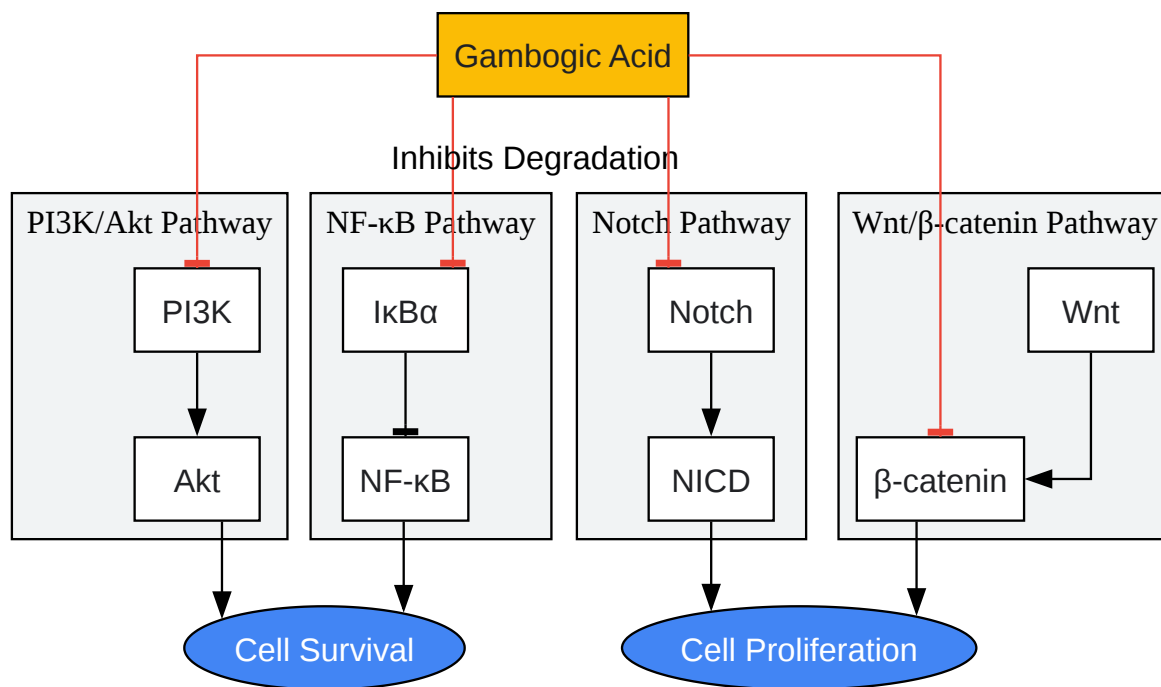 Gambogic Acid
Inhibits Degradation
PI3K/Akt Pathway
NF-κB Pathway
Notch Pathway
Wnt/β-catenin Pathway
PI3K
IκBα
Notch
Wnt
Akt
NF-κB
NICD
β-catenin
Cell Survival
Cell Proliferation